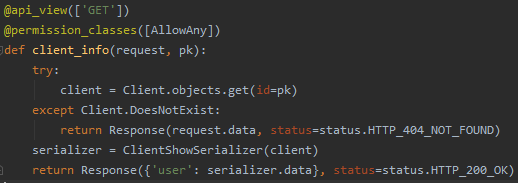 @api_view(['GET'])
@permission_classes([AllowAny])
def client_info(request, pk):
    try:
        client = Client.objects.get(id=pk)
    except Client.DoesNotExist:
        return Response(request.data, status=status.HTTP_404_NOT_FOUND)
    serializer = ClientShowSerializer(client)
    return Response({'user': serializer.data}, status=status.HTTP_200_OK)